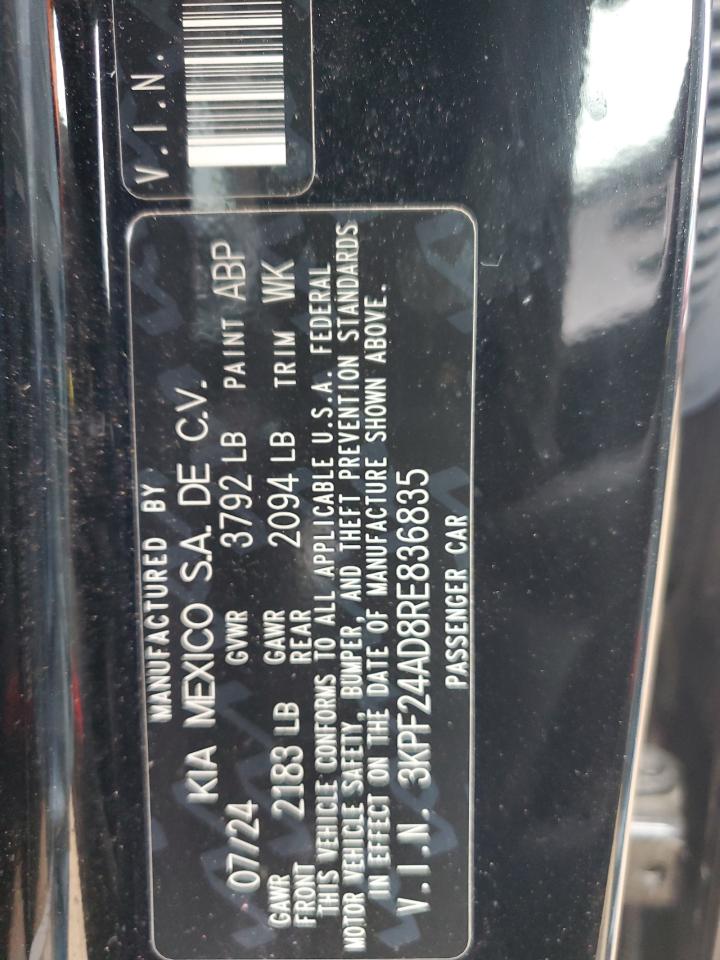 MANUFACTURED BY
KIA MEXICO S.A. DE C.V.
07/24 GVWR 3792 LB PAINT ABP
GAWR FRONT 2183 LB GAWR REAR 2094 LB TRIM WK
THIS VEHICLE CONFORMS TO ALL APPLICABLE U.S.A. FEDERAL
MOTOR VEHICLE SAFETY, BUMPER, AND THEFT PREVENTION STANDARDS
IN EFFECT ON THE DATE OF MANUFACTURE SHOWN ABOVE.
V.I.N. 3KPF24AD8RE836835
PASSENGER CAR
V.I.N.